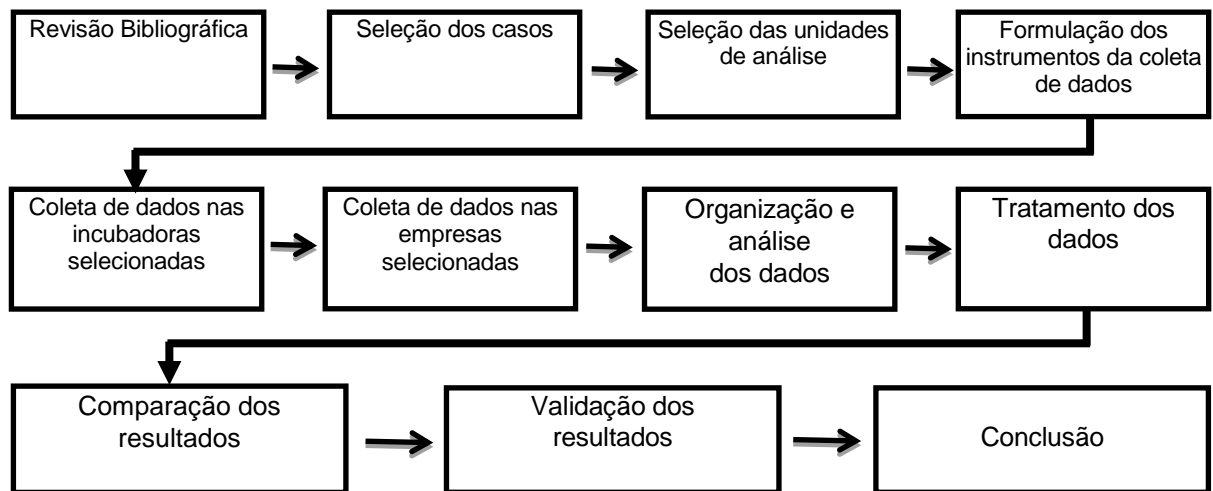 Revisão Bibliográfica
Seleção dos casos
Seleção das unidades
de análise
Formulação dos
instrumentos da coleta
de dados
Coleta de dados nas
incubadoras
selecionadas
Coleta de dados nas
empresas
selecionadas
Organização e
análise
dos dados
Tratamento dos
dados
Comparação dos
resultados
Validação dos
resultados
Conclusão